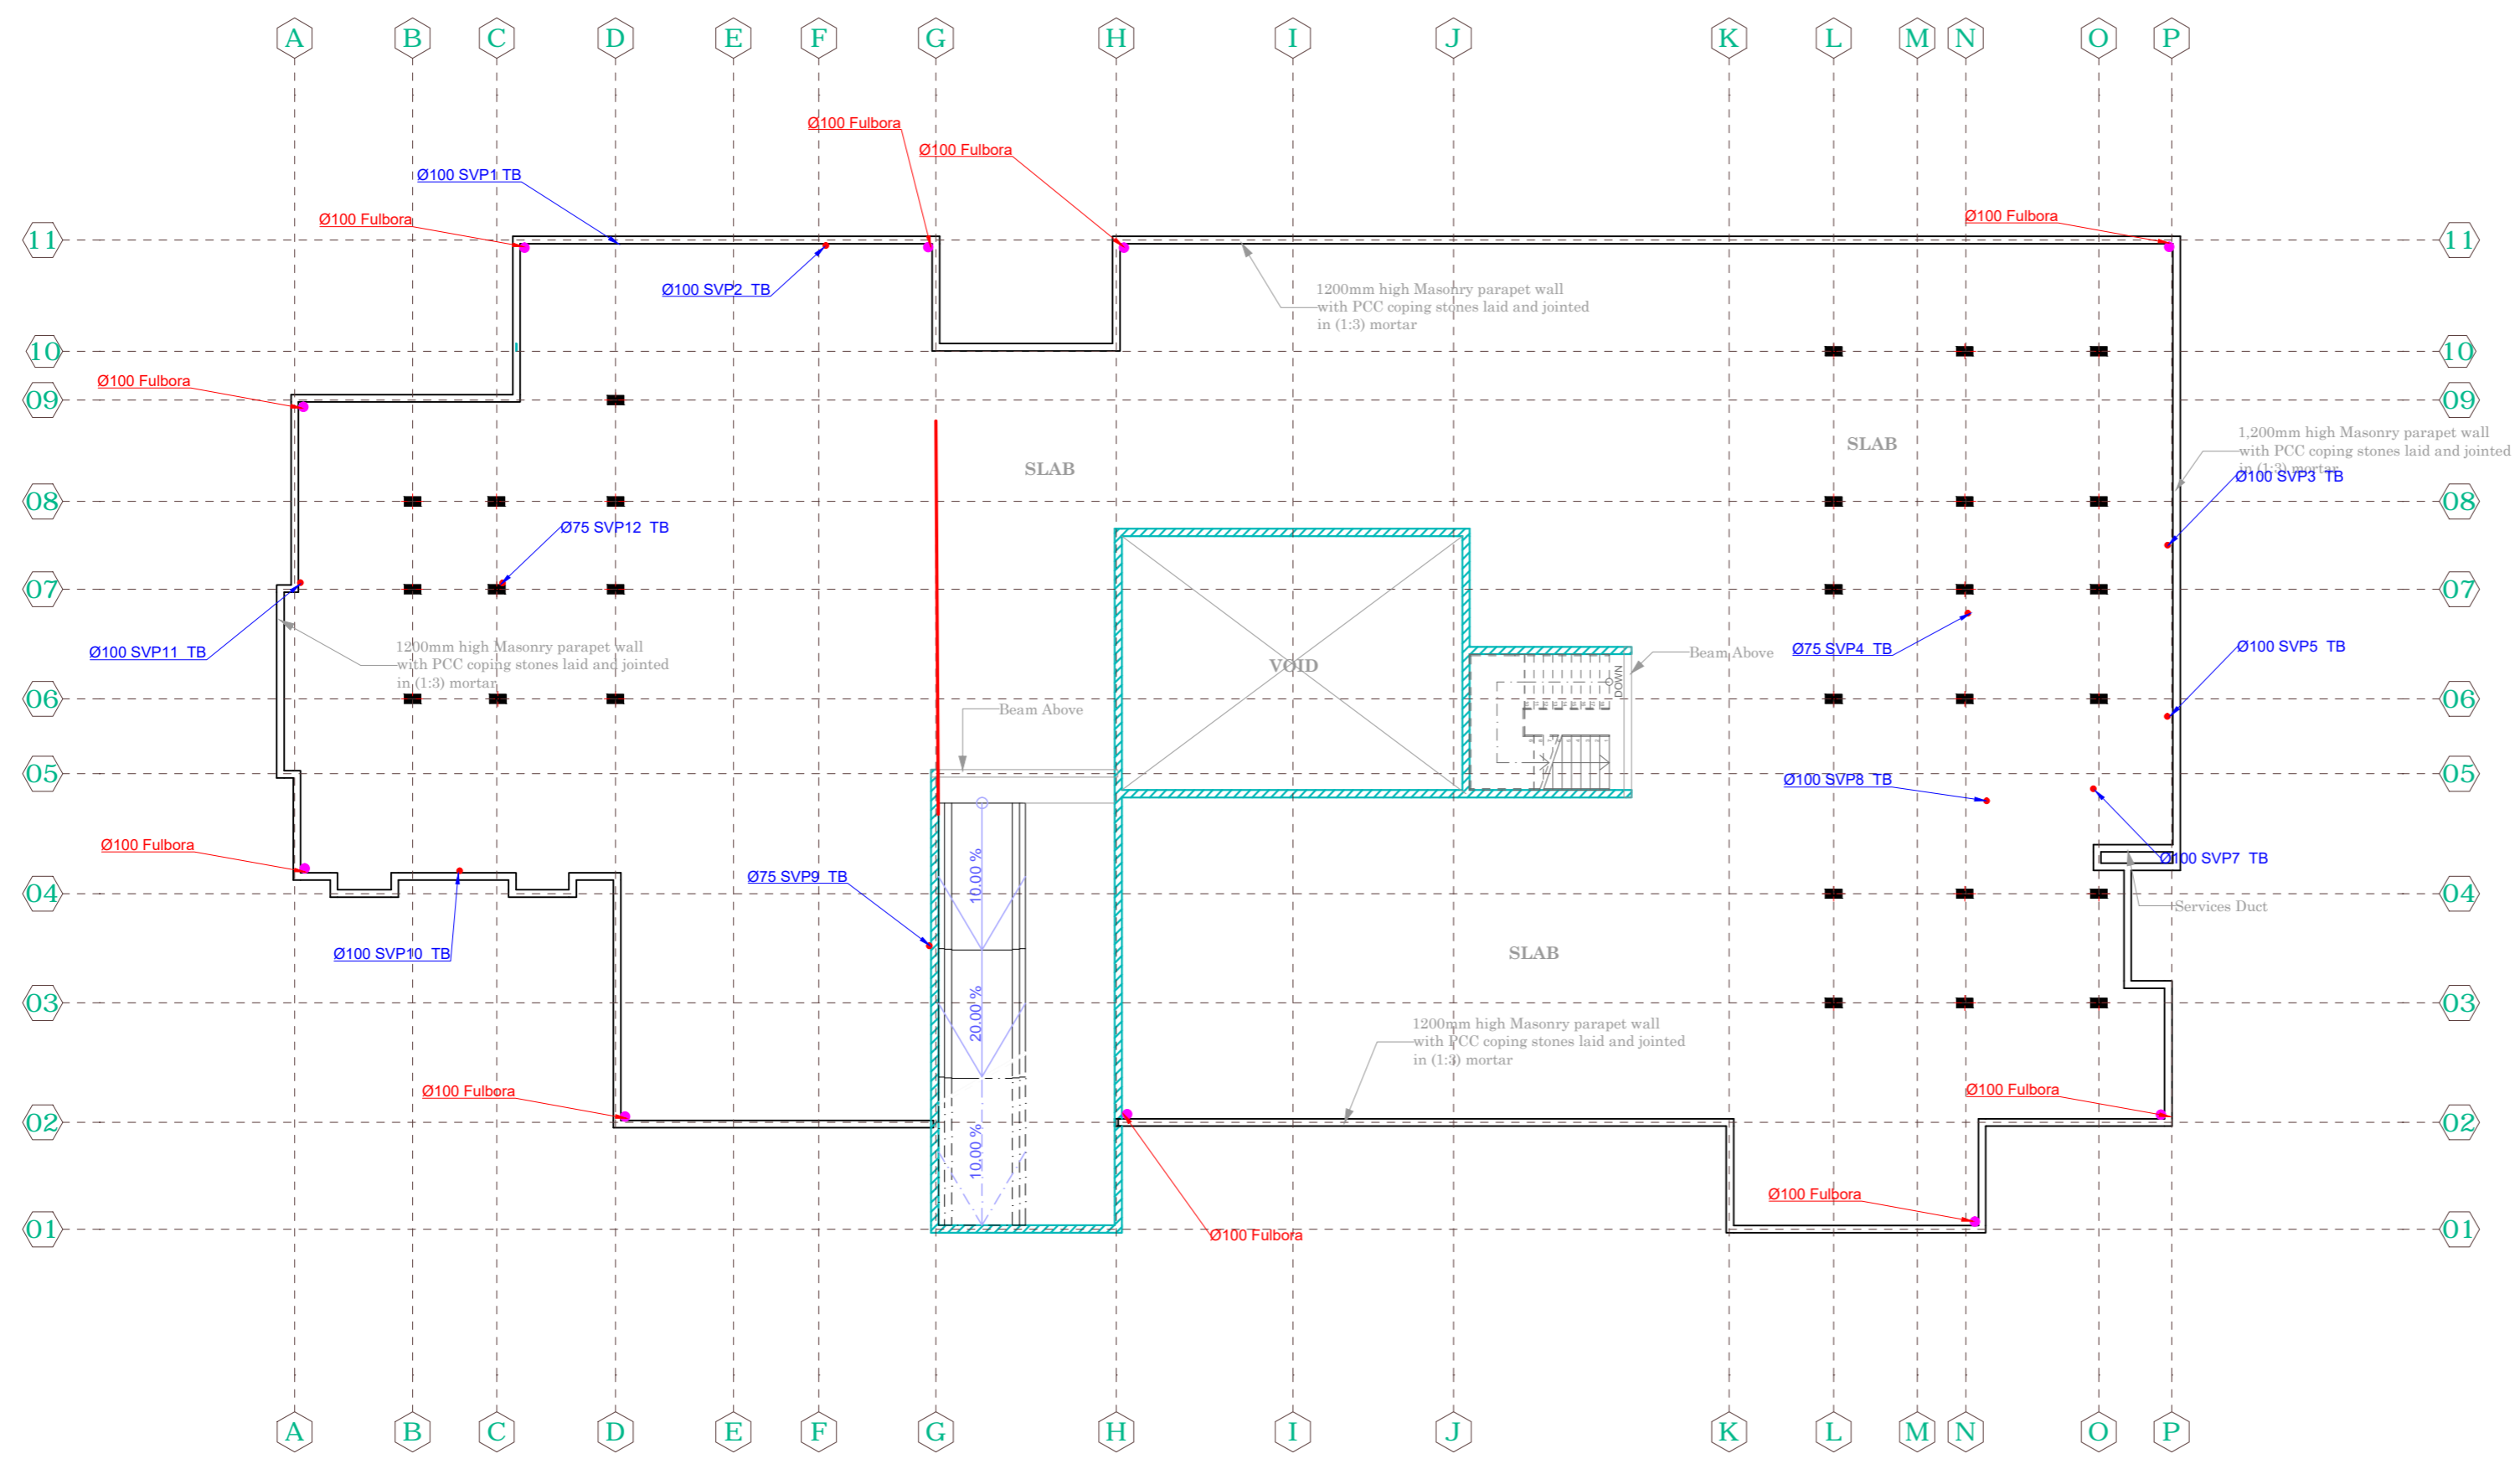 A B C D E F G H I J K L M N O P
Ø100 Fulbora
Ø100 Fulbora
Ø100 SVP1 TB
Ø100 Fulbora
Ø100 Fulbora
11
11
Ø100 SVP2 TB
1200mm high Masonry parapet wall
with PCC coping stones laid and jointed
in (1:3) mortar
10
10
L
Ø100 Fulbora
09
09
SLAB
SLAB
1,200mm high Masonry parapet wall
with PCC coping stones laid and jointed
in (1:3) mortar
Ø100 SVP3 TB
08
08
Ø75 SVP12 TB
07
07
Ø100 SVP11 TB
1200mm high Masonry parapet wall
with PCC coping stones laid and jointed
in (1:3) mortar
VOID
DOWN
Beam Above
Ø75 SVP4 TB
Ø100 SVP5 TB
06
06
Beam Above
05
05
Ø100 SVP8 TB
Ø100 Fulbora
Ø100 SVP7 TB
10.00 %
Ø75 SVP9 TB
04
04
Services Duct
Ø100 SVP10 TB
SLAB
03
03
20.00 %
1200mm high Masonry parapet wall
with PCC coping stones laid and jointed
in (1:3) mortar
Ø100 Fulbora
Ø100 Fulbora
02
02
10.00 %
Ø100 Fulbora
01
01
Ø100 Fulbora
A B C D E F G H I J K L M N O P